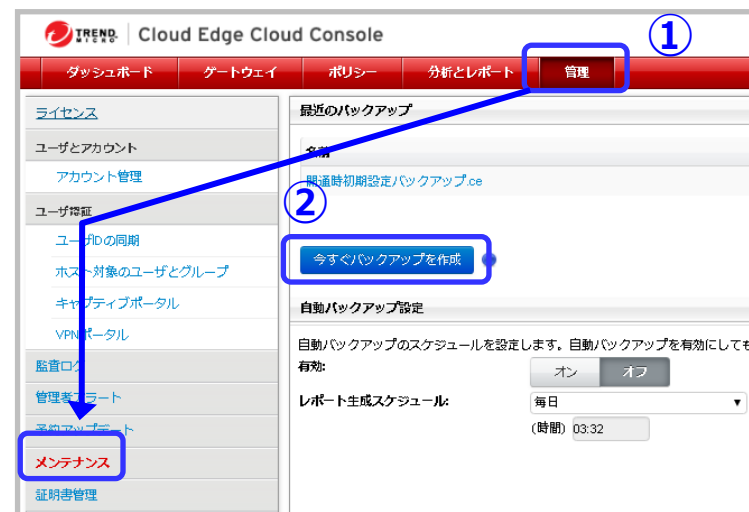 TREND MICRO Cloud Edge Cloud Console
①
ダッシュボード ゲートウェイ ポリシー 分析とレポート 管理
ライセンス
ユーザとアカウント
アカウント管理
ユーザ認証
ユーザIDの同期
ホスト対象のユーザとグループ
キャプティブポータル
VPNポータル
監査ログ
管理者アラート
予約アップデート
メンテナンス
証明書管理
最近のバックアップ
名前
開通時初期設定バックアップ.ce
②
今すぐバックアップを作成
自動バックアップ設定
自動バックアップのスケジュールを設定します。自動バックアップを有効にしても
有効: オン オフ
レポート生成スケジュール: 毎日
(時間) 03:32